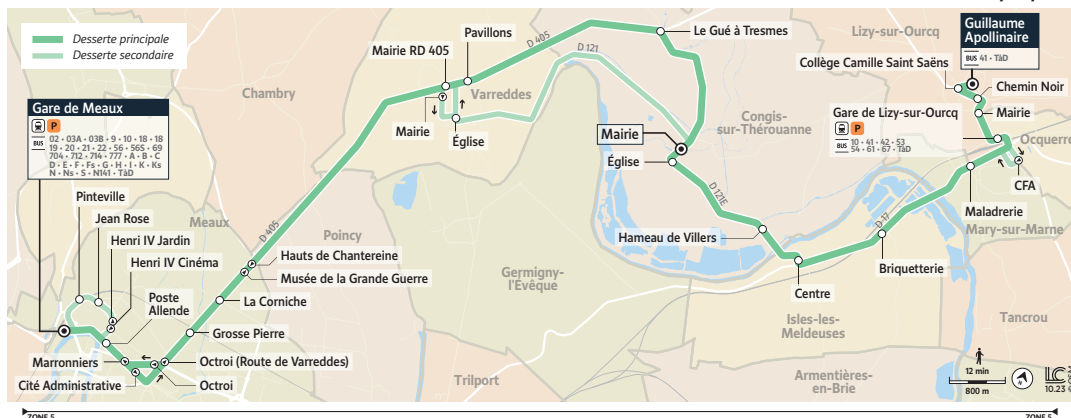 Desserte principale
Desserte secondaire
Gare de Meaux
P
BUS
02 • 03A • 03B • 9 • 10 • 18 • 18
19 • 20 • 21 • 22 • 56 • 56S • 69
704 • 712 • 714 • 777 • A • B • C
D • E • F • Fs • G • H • I • K • Ks
N • Ns • S • N141 • TàD
Pinteville
Jean Rose
Henri IV Jardin
Henri IV Cinéma
Poste
Allende
Marronniers
Cité Administrative
Octroi
Octroi (Route de Varreddes)
Grosse Pierre
La Corniche
Musée de la Grande Guerre
Hauts de Chantereine
D 405
Meaux
Poincy
Chambry
Mairie RD 405
Pavillons
D 405
D 121
Varreddes
Mairie
Église
Le Gué à Tresmes
Congis-
sur-Thérouanne
Mairie
Église
D 121E
Hameau de Villers
Germigny-
l'Évêque
Trilport
Centre
Isles-les-
Meldeuses
Armentières-
en-Brie
D 17
Briquetterie
Maladrerie
Mary-sur-Marne
Tancrou
CFA
Ocquerre
Gare de Lizy-sur-Ourcq
P
BUS
10 • 41 • 42 • 53
54 • 61 • 67 • TàD
Mairie
Chemin Noir
Collège Camille Saint Saëns
Lizy-sur-Ourcq
Guillaume
Apollinaire
BUS 41 • TàD
12 min
800 m
N
LC
10.23
ZONE 5
ZONE 5